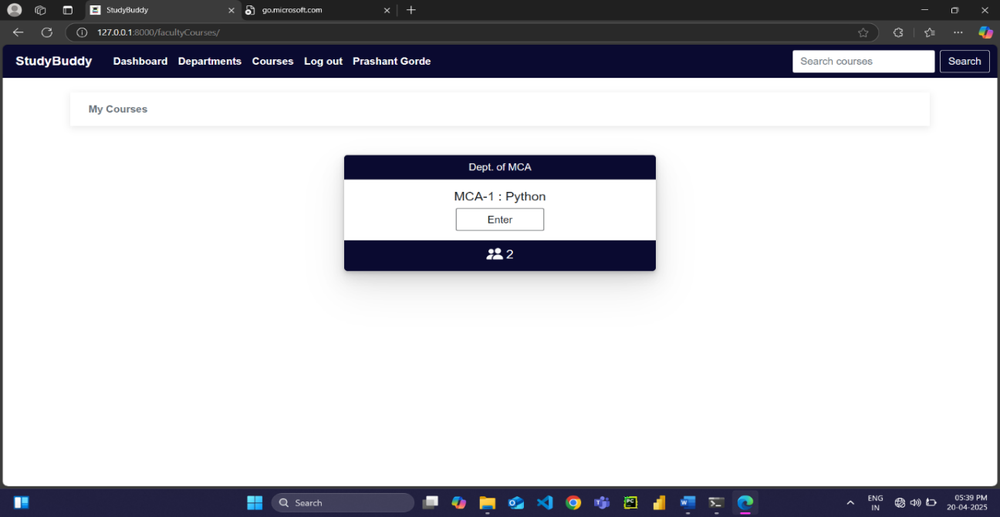 StudyBuddy
go.microsoft.com
127.0.0.1:8000/facultyCourses/
StudyBuddy Dashboard Departments Courses Log out Prashant Gorde Search courses Search
My Courses
Dept. of MCA
MCA-1 : Python
Enter
2
Search
ENG
IN
05:39 PM
20-04-2025